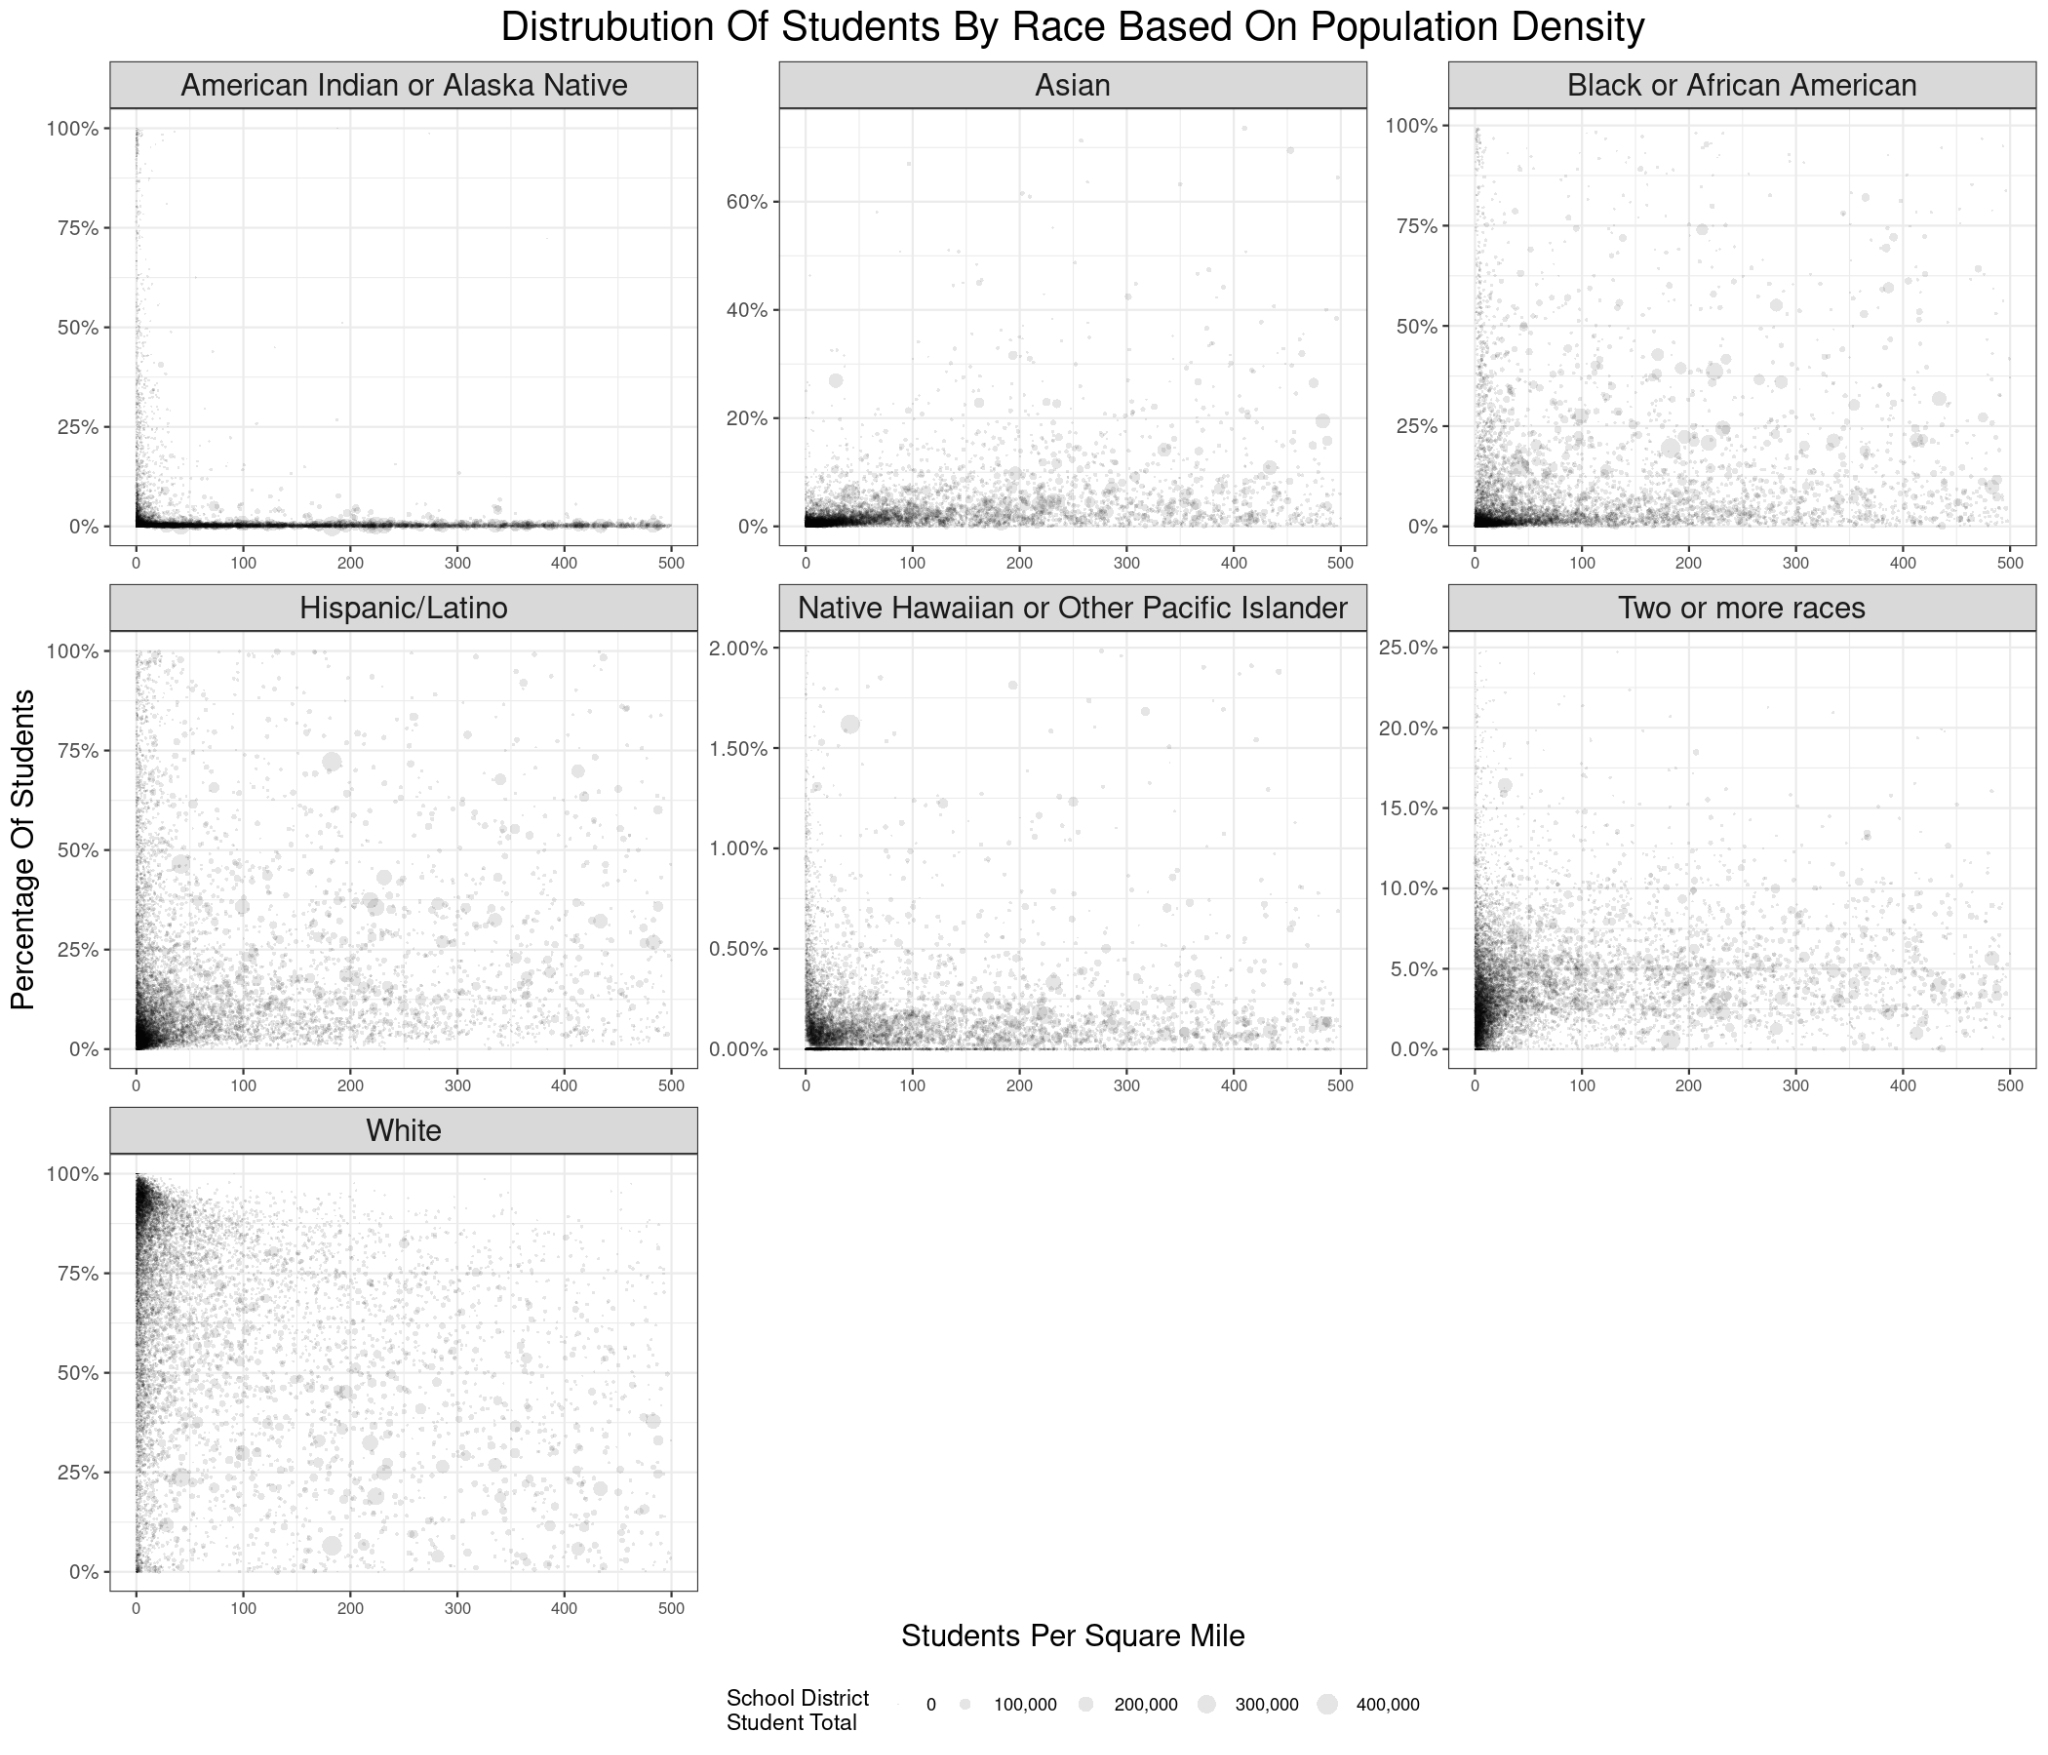 Distrubution Of Students By Race Based On Population Density
American Indian or Alaska Native
Asian
Black or African American
100%
75%
50%
25%
0%
0 100 200 300 400 500
60%
40%
20%
0%
0 100 200 300 400 500
100%
75%
50%
25%
0%
0 100 200 300 400 500
Percentage Of Students
Hispanic/Latino
Native Hawaiian or Other Pacific Islander
Two or more races
100%
75%
50%
25%
0%
0 100 200 300 400 500
2.00%
1.50%
1.00%
0.50%
0.00%
0 100 200 300 400 500
25.0%
20.0%
15.0%
10.0%
5.0%
0.0%
0 100 200 300 400 500
White
100%
75%
50%
25%
0%
0 100 200 300 400 500
Students Per Square Mile
School District
Student Total
0 100,000 200,000 300,000 400,000